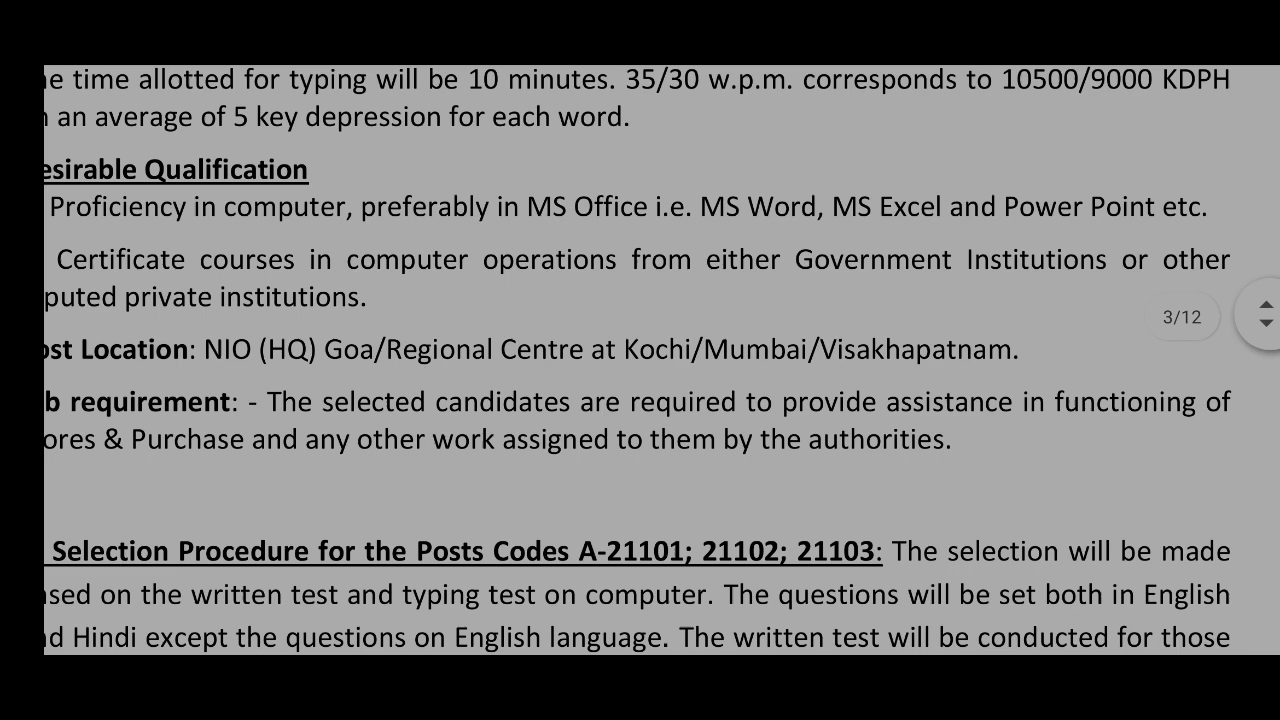 e time allotted for typing will be 10 minutes. 35/30 w.p.m. corresponds to 10500/9000 KDPH
an average of 5 key depression for each word.
esirable Qualification
Proficiency in computer, preferably in MS Office i.e. MS Word, MS Excel and Power Point etc.
Certificate courses in computer operations from either Government Institutions or other
puted private institutions.
3/12
ost Location: NIO (HQ) Goa/Regional Centre at Kochi/Mumbai/Visakhapatnam.
b requirement: - The selected candidates are required to provide assistance in functioning of
ores & Purchase and any other work assigned to them by the authorities.
Selection Procedure for the Posts Codes A-21101; 21102; 21103: The selection will be made
sed on the written test and typing test on computer. The questions will be set both in English
d Hindi except the questions on English language. The written test will be conducted for those